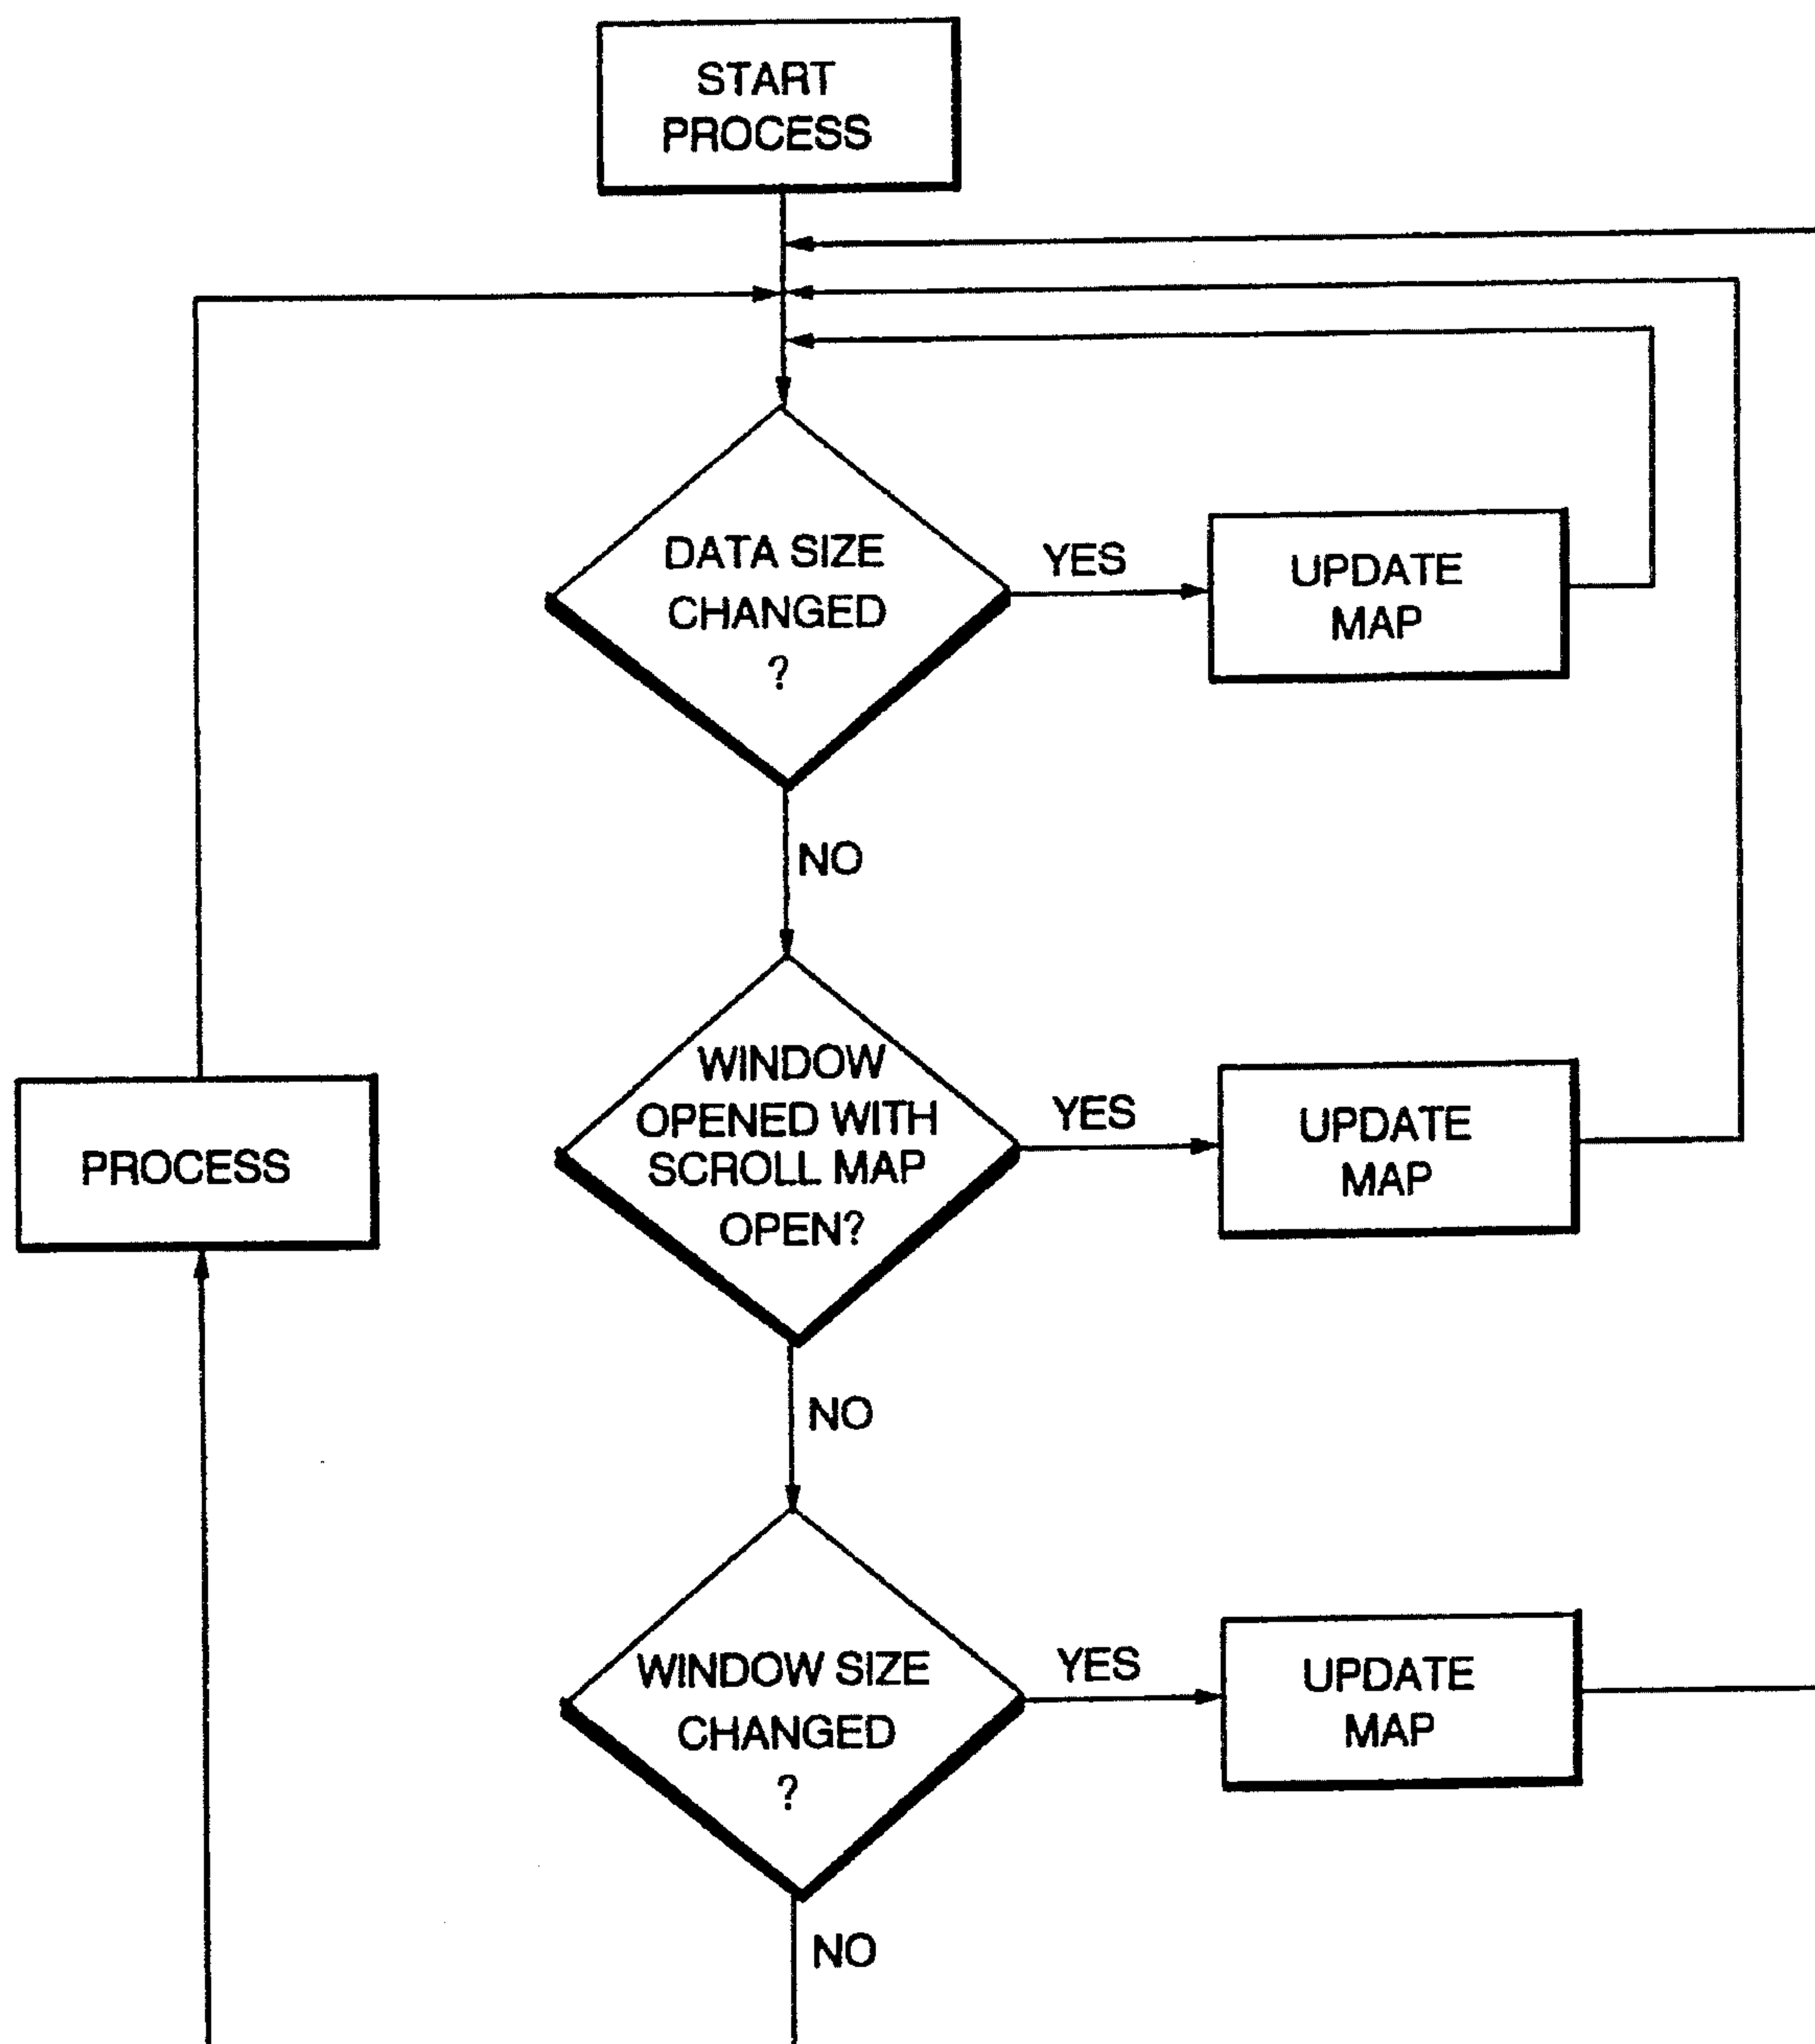 START
PROCESS
DATA SIZE
CHANGED
?
YES
UPDATE
MAP
NO
WINDOW
OPENED WITH
SCROLL MAP
OPEN?
YES
UPDATE
MAP
PROCESS
NO
WINDOW SIZE
CHANGED
?
YES
UPDATE
MAP
NO